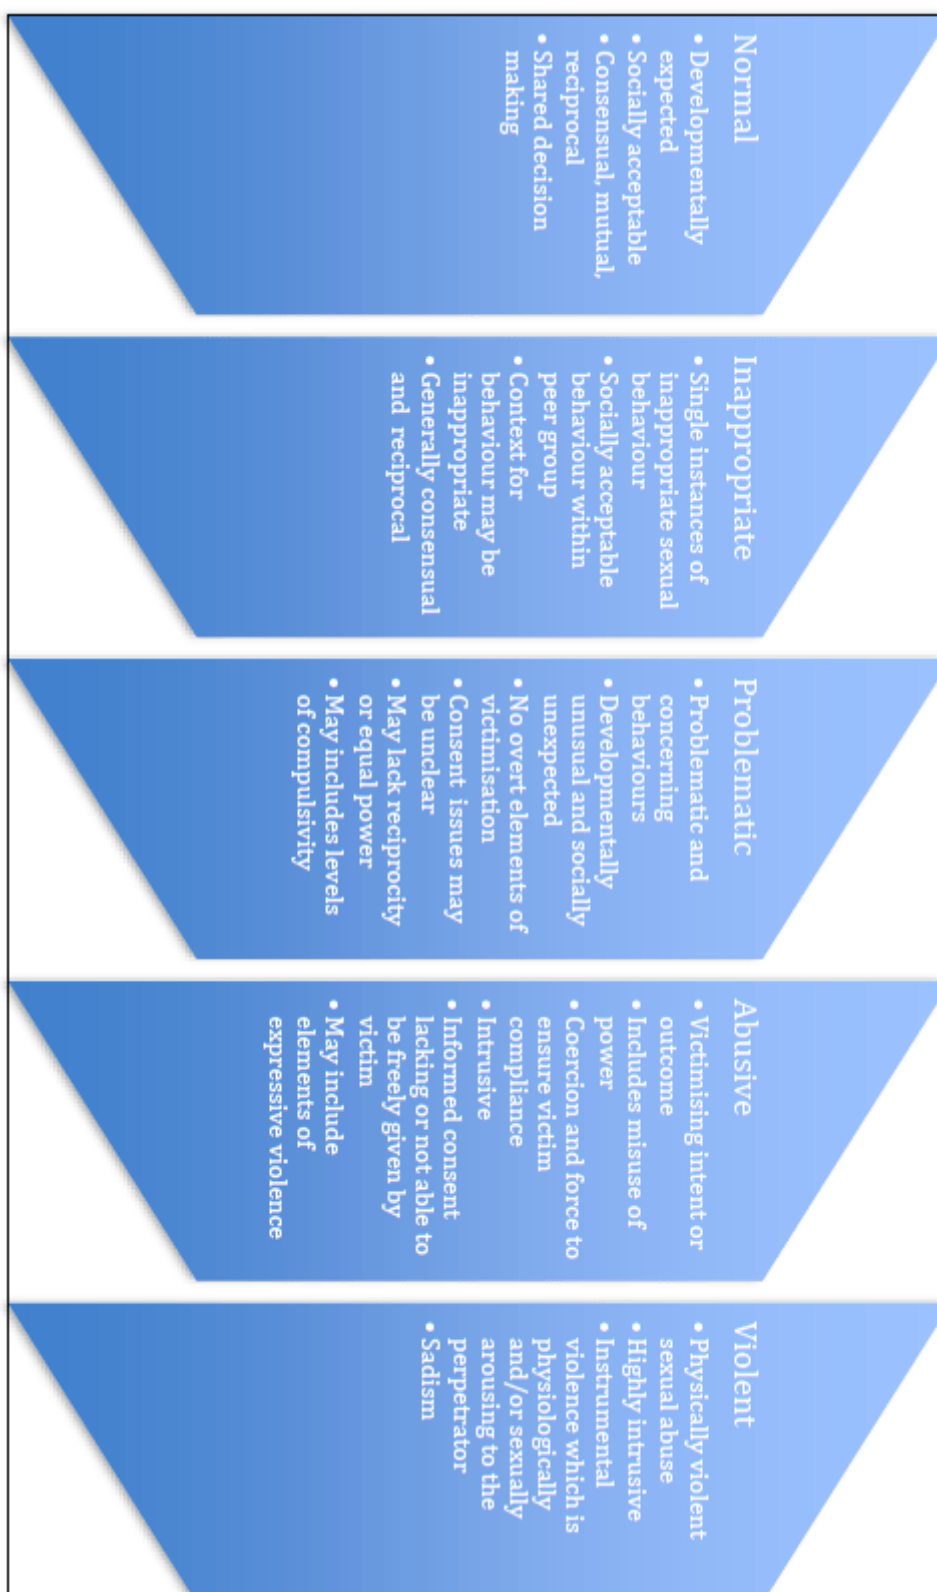 Normal
• Developmentally
expected
• Socially acceptable
• Consensual, mutual,
reciprocal
• Shared decision
making
Inappropriate
• Single instances of
inappropriate sexual
behaviour
• Socially acceptable
behaviour within
peer group
• Context for
behaviour may be
inappropriate
• Generally consensual
and reciprocal
Problematic
• Problematic and
concerning
behaviours
• Developmentally
unusual and socially
unexpected
• No overt elements of
victimisation
• Consent issues may
be unclear
• May lack reciprocity
or equal power
• May includes levels
of compulsivity
Abusive
• Victimising intent or
outcome
• Includes misuse of
power
• Coercion and force to
ensure victim
compliance
• Intrusive
• Informed consent
lacking or not able to
be freely given by
victim
• May include
elements of
expressive violence
Violent
• Physically violent
sexual abuse
• Highly intrusive
• Instrumental
violence which is
physiologically
and/or sexually
arousing to the
perpetrator
• Sadism